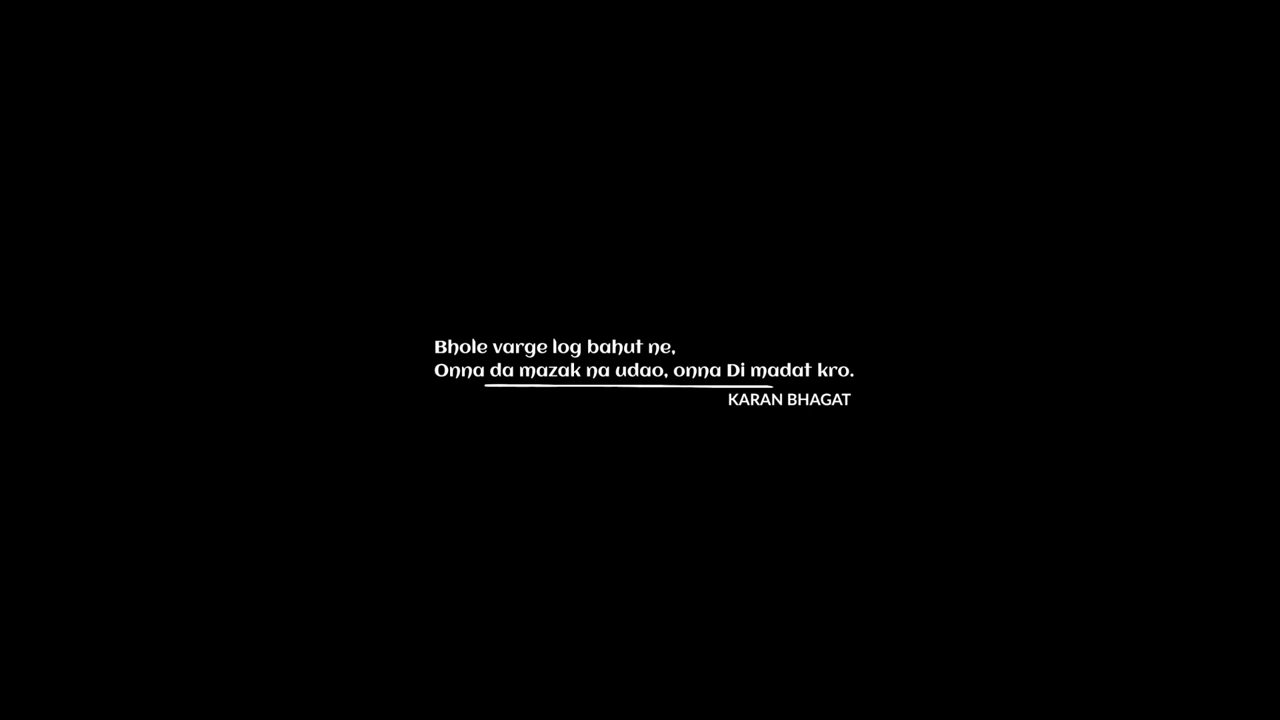 Bhole varge log bahut ne,
Onna da mazak na udao, onna Di madat kro.
KARAN BHAGAT